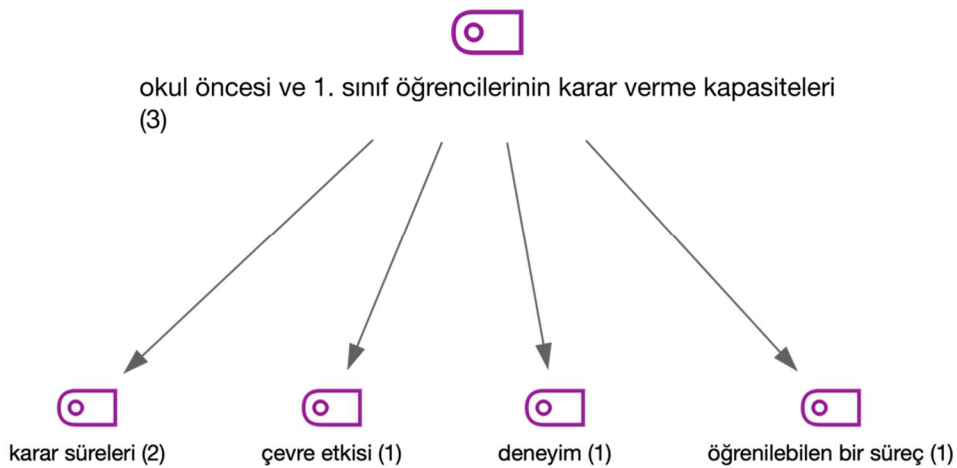 okul öncesi ve 1. sınıf öğrencilerinin karar verme kapasiteleri
(3)
karar süreleri (2)
çevre etkisi (1)
deneyim (1)
öğrenilebilen bir süreç (1)